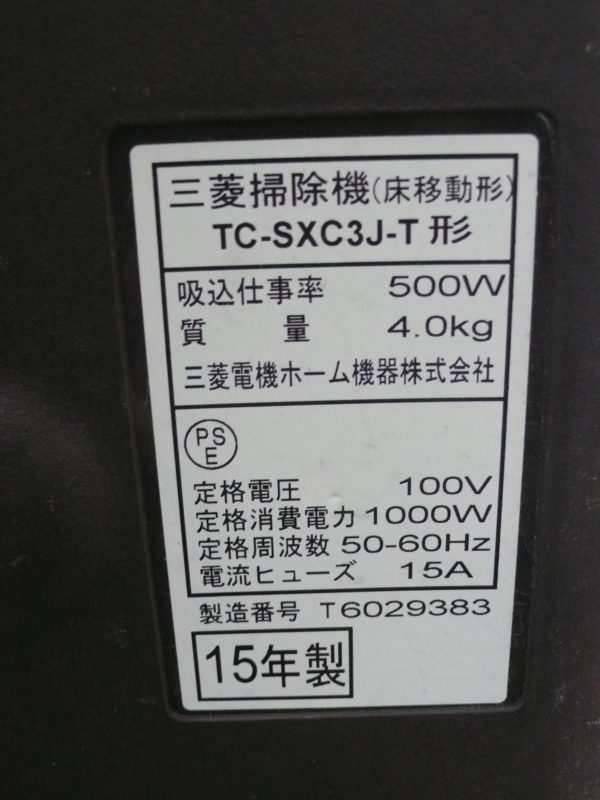 三菱掃除機(床移動形)
TC-SXC3J-T 形
吸込仕事率 500W
質 量 4.0kg
三菱電機ホーム機器株式会社
PS
E
定格電圧 100V
定格消費電力 1000W
定格周波数 50-60Hz
電流ヒューズ 15A
製造番号 T6029383
15年製